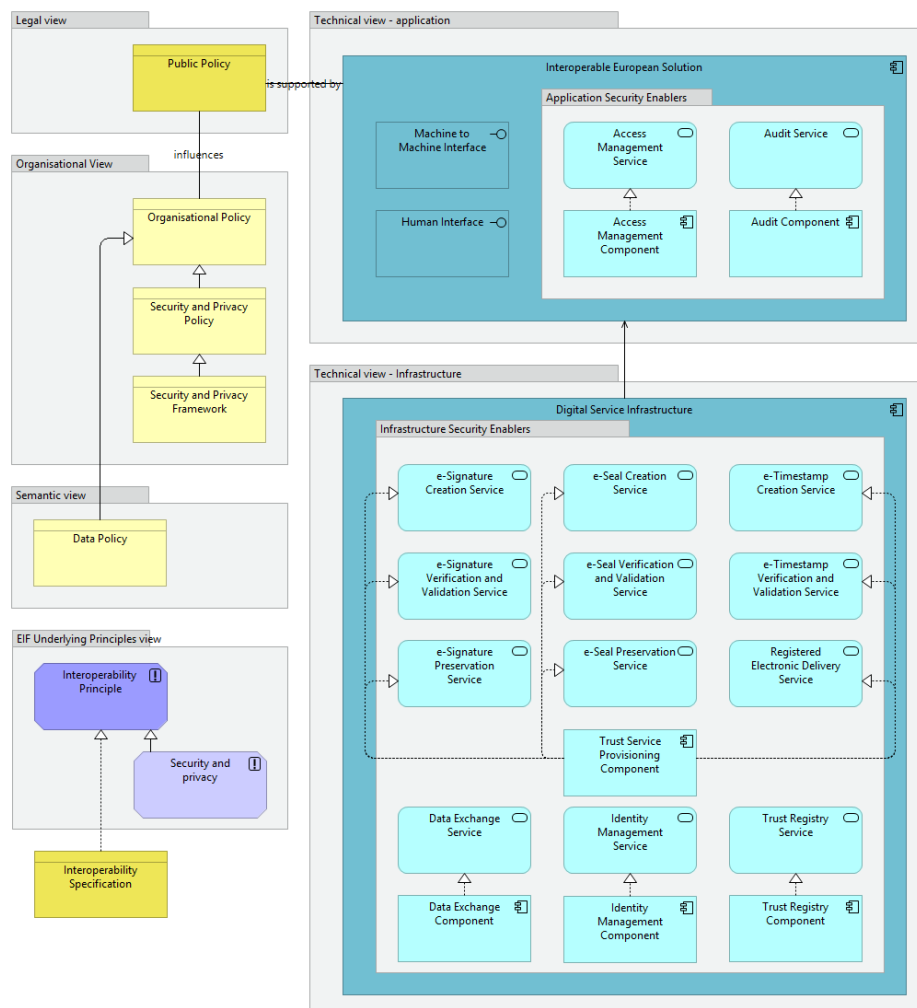 Legal view
Public Policy
is supported by
influences
Organisational View
Organisational Policy
Security and Privacy
Policy
Security and Privacy
Framework
Semantic view
Data Policy
EIF Underlying Principles view
Interoperability
Principle
Security and
privacy
Interoperability
Specification
Technical view - application
Interoperable European Solution
Machine to
Machine Interface
Human Interface
Application Security Enablers
Access
Management
Service
Audit Service
Access
Management
Component
Audit Component
Technical view - Infrastructure
Digital Service Infrastructure
Infrastructure Security Enablers
e-Signature
Creation Service
e-Seal Creation
Service
e-Timestamp
Creation Service
e-Signature
Verification and
Validation Service
e-Seal Verification
and Validation
Service
e-Timestamp
Verification and
Validation Service
e-Signature
Preservation
Service
e-Seal Preservation
Service
Registered
Electronic Delivery
Service
Trust Service
Provisioning
Component
Data Exchange
Service
Identity
Management
Service
Trust Registry
Service
Data Exchange
Component
Identity
Management
Component
Trust Registry
Component